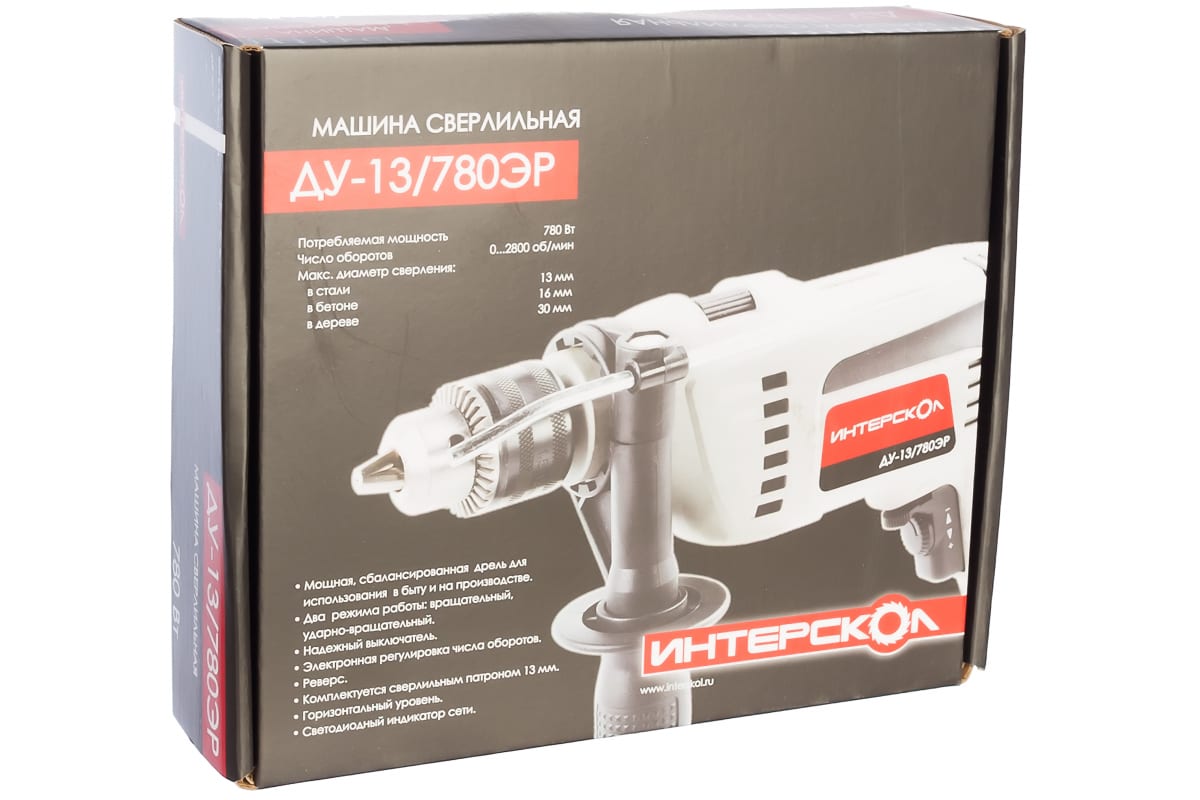 МАШИНА СВЕРЛИЛЬНАЯ
ДУ-13/780ЭР
Потребляемая мощность 780 Вт
Число оборотов 0...2800 об/мин
Макс. диаметр сверления:
в стали 13 мм
в бетоне 16 мм
в дереве 30 мм
ИНТЕРСКОЛ
ДУ-13/780ЭР
• Мощная, сбалансированная дрель для
использования в быту и на производстве.
• Два режима работы: вращательный,
ударно-вращательный.
• Надежный выключатель.
• Электронная регулировка числа оборотов.
• Реверс.
• Комплектуется сверлильным патроном 13 мм.
• Горизонтальный уровень.
• Светодиодный индикатор сети.
ИНТЕРСКОЛ
www.interskol.ru
ДУ-13/780ЭР
МАШИНА СВЕРЛИЛЬНАЯ
780 Вт